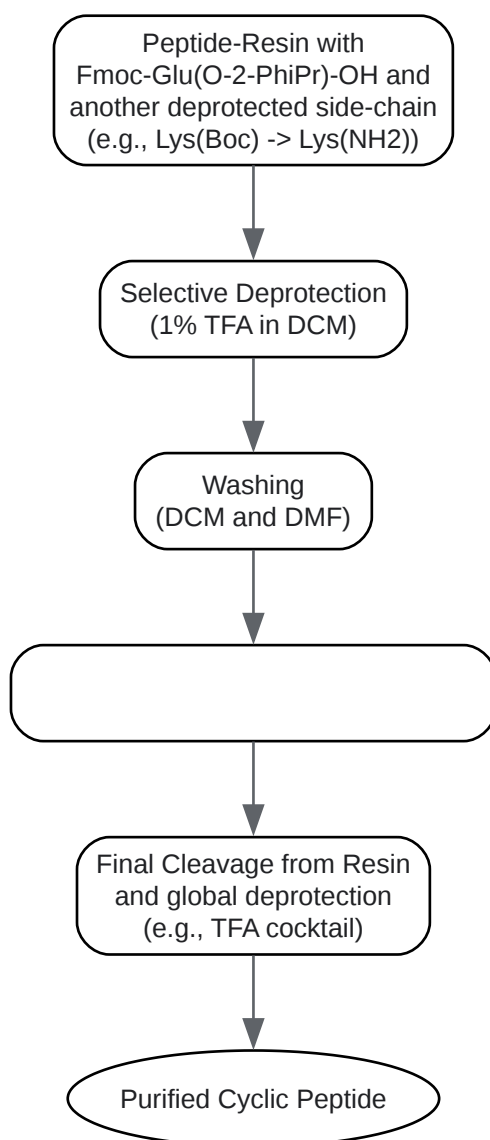 Peptide-Resin with
Fmoc-Glu(O-2-PhiPr)-OH and
another deprotected side-chain
(e.g., Lys(Boc) -> Lys(NH2))
Selective Deprotection
(1% TFA in DCM)
Washing
(DCM and DMF)
Final Cleavage from Resin
and global deprotection
(e.g., TFA cocktail)
Purified Cyclic Peptide